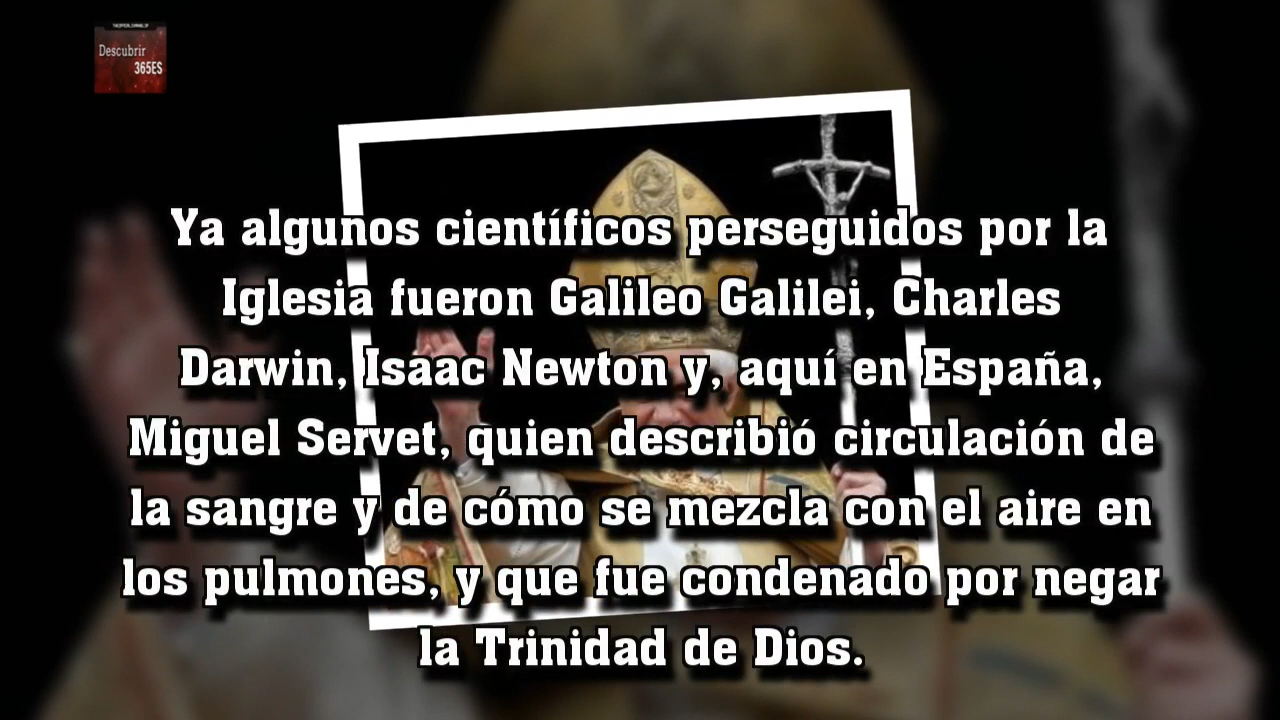 Descubrir
365ES
Ya algunos científicos perseguidos por la
Iglesia fueron Galileo Galilei, Charles
Darwin, Isaac Newton y, aquí en España,
Miguel Servet, quien describió circulación de
la sangre y de cómo se mezcla con el aire en
los pulmones, y que fue condenado por negar
la Trinidad de Dios.